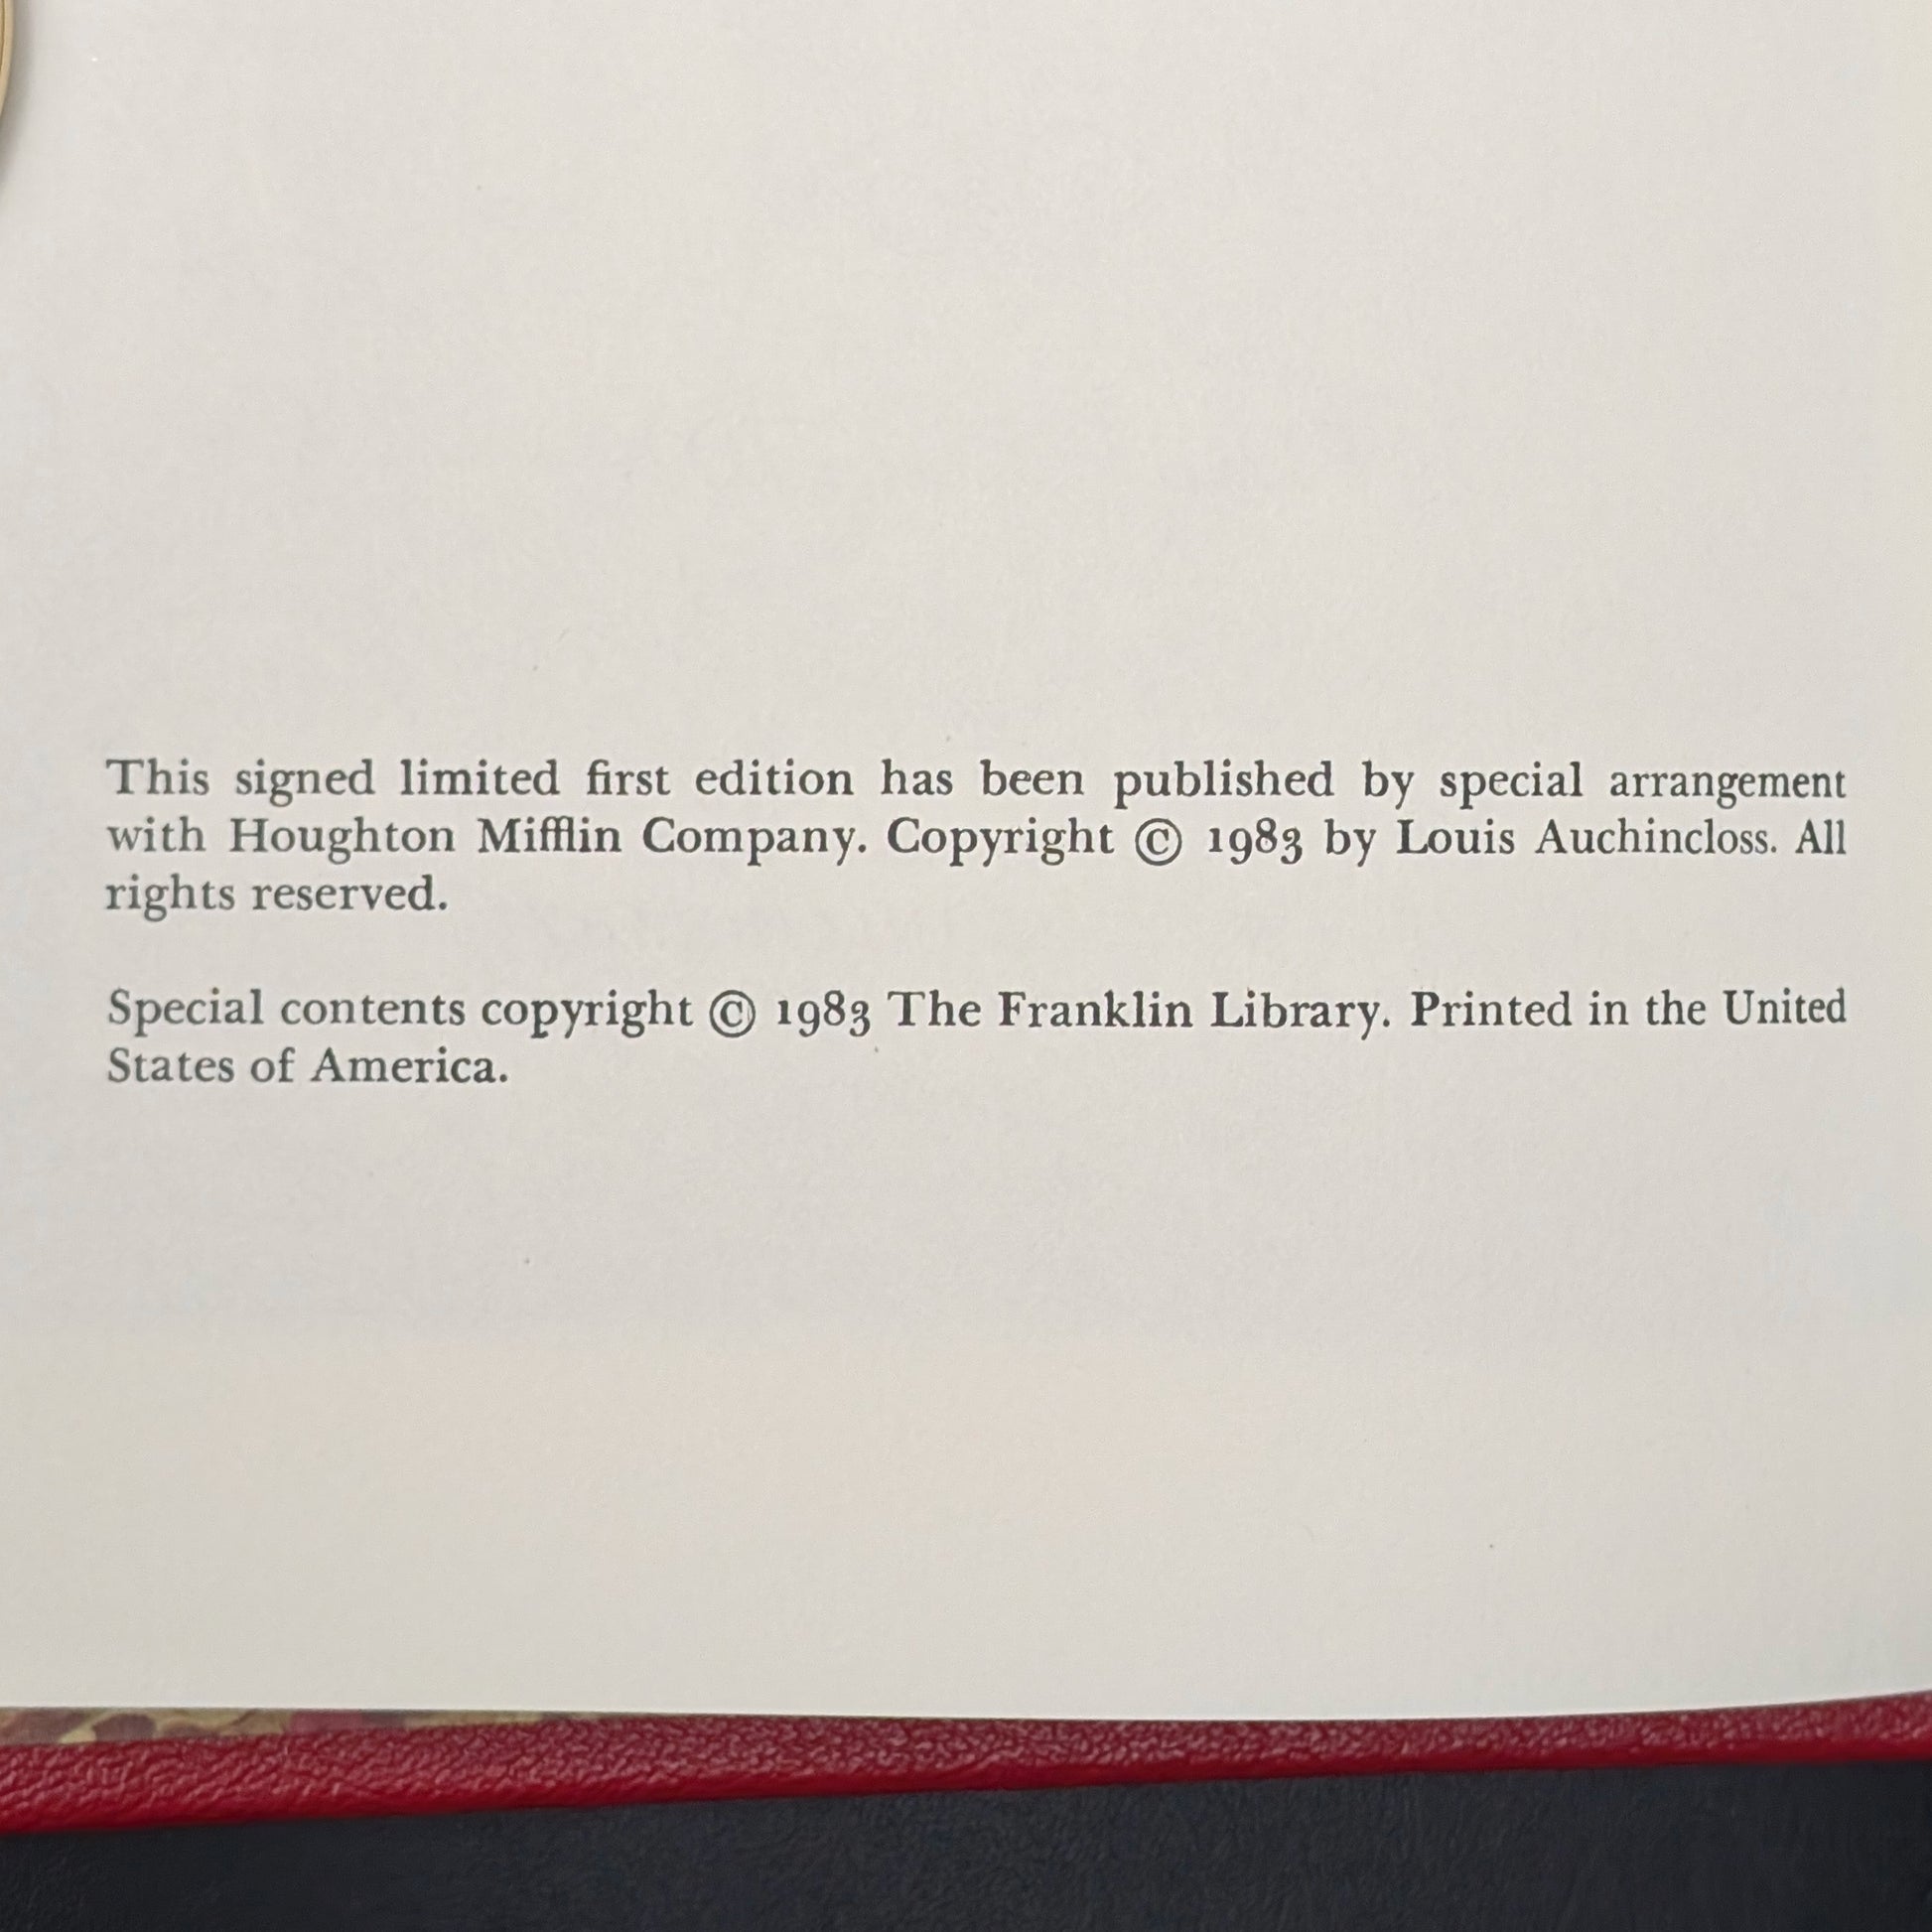 This signed limited first edition has been published by special arrangement
with Houghton Mifflin Company. Copyright © 1983 by Louis Auchincloss. All
rights reserved.
Special contents copyright © 1983 The Franklin Library. Printed in the United
States of America.